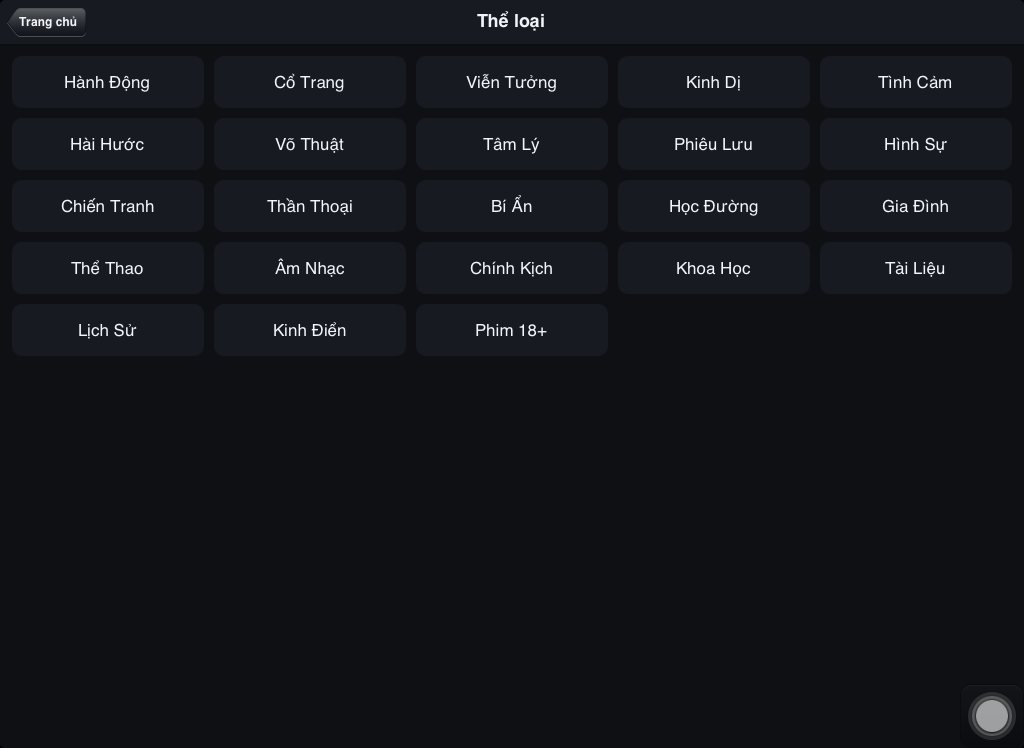 Trang chủ
Thể loại
Hành Động
Cổ Trang
Viễn Tưởng
Kinh Dị
Tình Cảm
Hài Hước
Võ Thuật
Tâm Lý
Phiêu Lưu
Hình Sự
Chiến Tranh
Thần Thoại
Bí Ẩn
Học Đường
Gia Đình
Thể Thao
Âm Nhạc
Chính Kịch
Khoa Học
Tài Liệu
Lịch Sử
Kinh Điển
Phim 18+